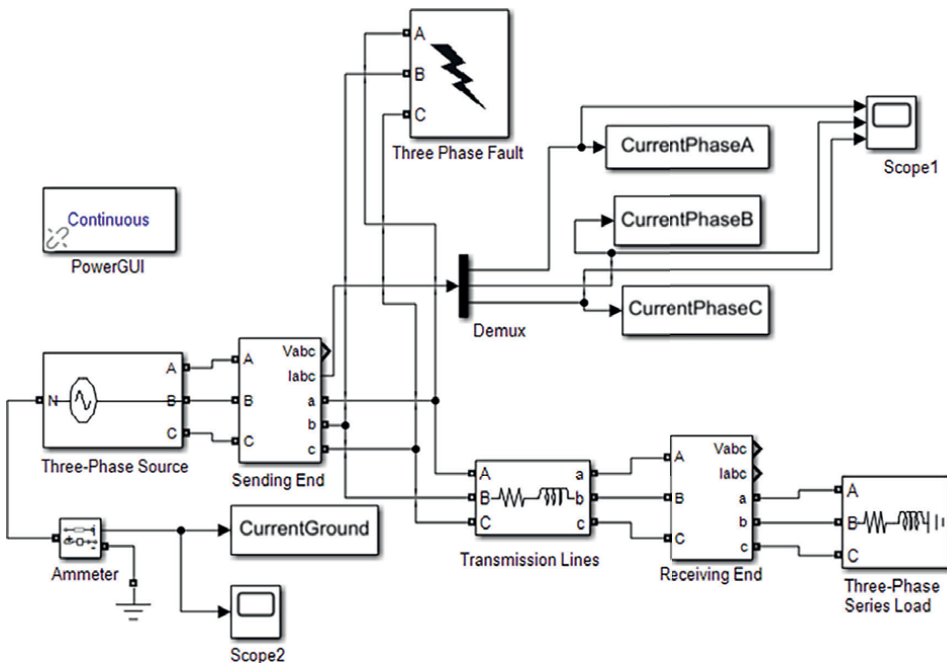 A
B
C
Three Phase Fault
CurrentPhaseA
Scope1
CurrentPhaseB
Continuous
PowerGUI
CurrentPhaseC
Demux
Vabc
Iabc
A
B
C
a
b
c
Sending End
N
A
B
C
Three-Phase Source
A
B
C
a
b
c
Transmission Lines
Vabc
Iabc
A
B
C
a
b
c
Receiving End
A
B
C
Three-Phase
Series Load
CurrentGround
Ammeter
Scope2